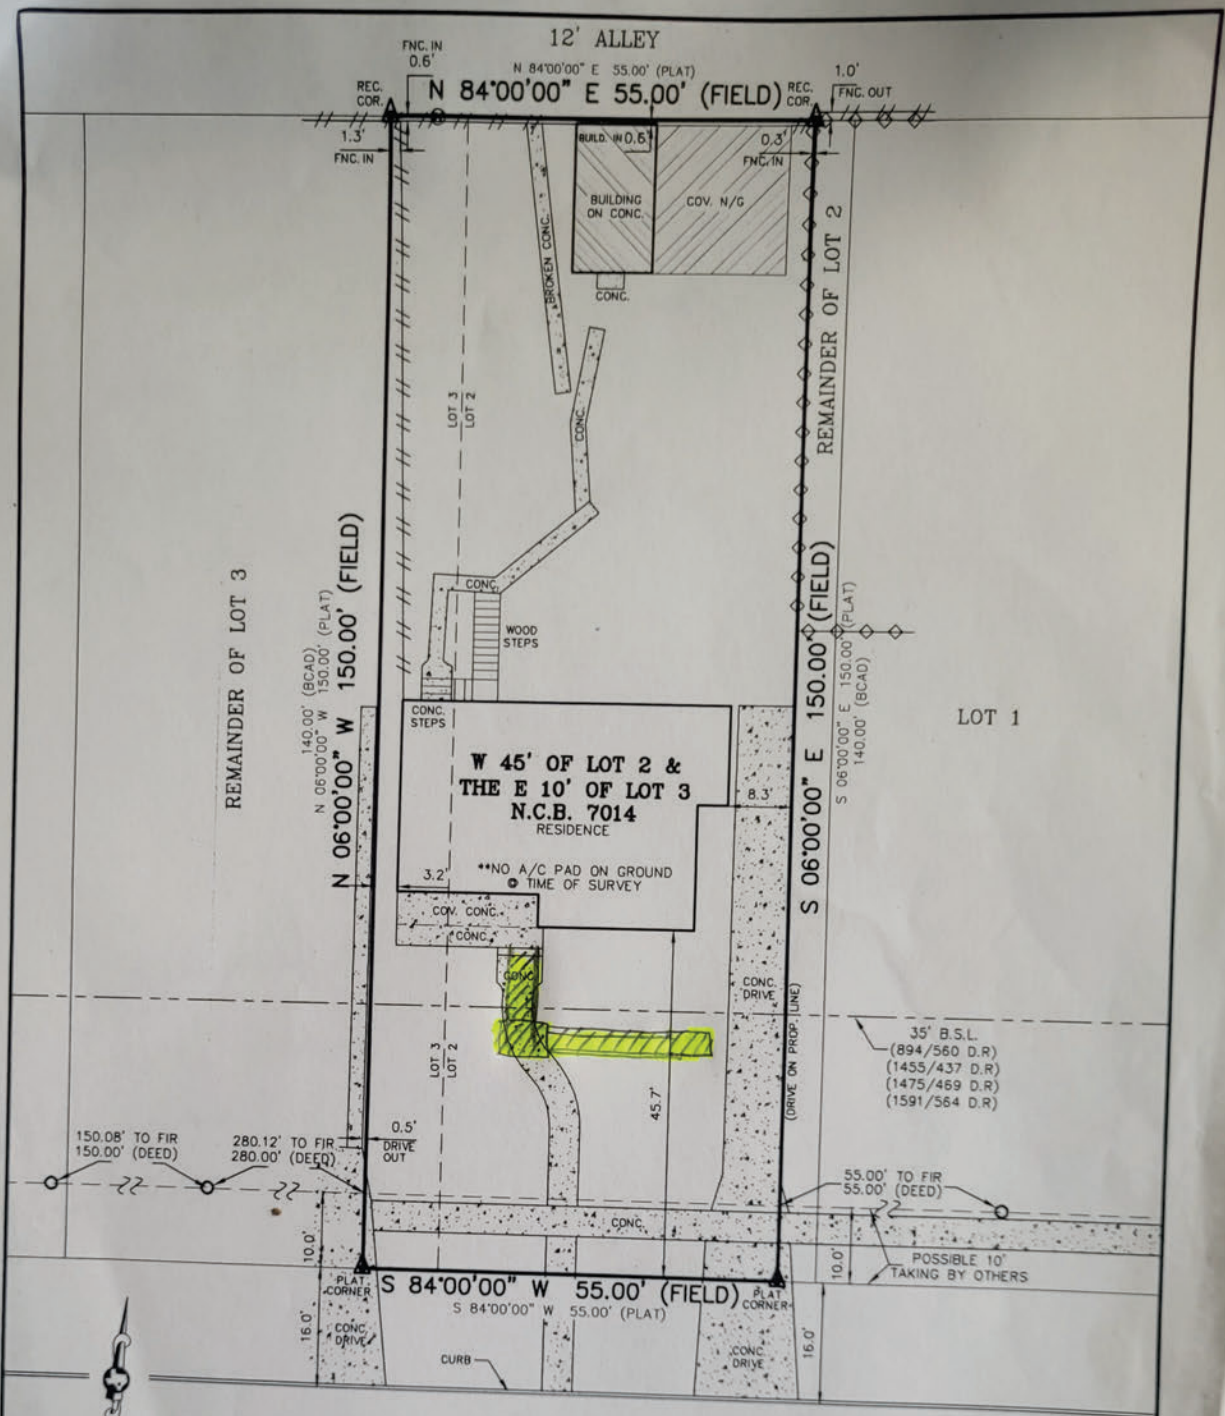 12' ALLEY
FNC. IN
0.6'
N 84°00'00" E 55.00' (PLAT)
N 84°00'00" E 55.00' (FIELD)
REC.
COR.
REC.
COR.
1.0'
FNC. OUT
1.3'
FNC. IN
BUILD. IN 0.6'
0.3'
FNC. IN
BUILDING
ON CONC.
COV. N/G
BROKEN CONC.
CONC.
REMAINDER OF LOT 2
LOT 3
LOT 2
CONC.
CONC.
WOOD
STEPS
REMAINDER OF LOT 3
140.00' (BCAD)
N 06°00'00" W 150.00' (PLAT)
N 06°00'00" W 150.00' (FIELD)
S 06°00'00" E 150.00' (FIELD)
S 06°00'00" E 150.00' (PLAT)
140.00' (BCAD)
LOT 1
CONC.
STEPS
W 45' OF LOT 2 &
THE E 10' OF LOT 3
N.C.B. 7014
RESIDENCE
8.3'
**NO A/C PAD ON GROUND
@ TIME OF SURVEY
3.2'
COV. CONC.
CONC.
CONC.
CONC.
DRIVE
(DRIVE ON PROP. LINE)
35' B.S.L.
(894/560 D.R)
(1455/437 D.R)
(1475/469 D.R)
(1591/564 D.R)
LOT 3
LOT 2
45.7'
0.5'
DRIVE
OUT
150.08' TO FIR
150.00' (DEED)
280.12' TO FIR
280.00' (DEED)
55.00' TO FIR
55.00' (DEED)
CONC.
10.0'
10.0'
POSSIBLE 10'
TAKING BY OTHERS
PLAT
CORNER
S 84°00'00" W 55.00' (FIELD)
S 84°00'00" W 55.00' (PLAT)
PLAT
CORNER
16.0'
CONC.
DRIVE
CURB
CONC.
DRIVE
16.0'